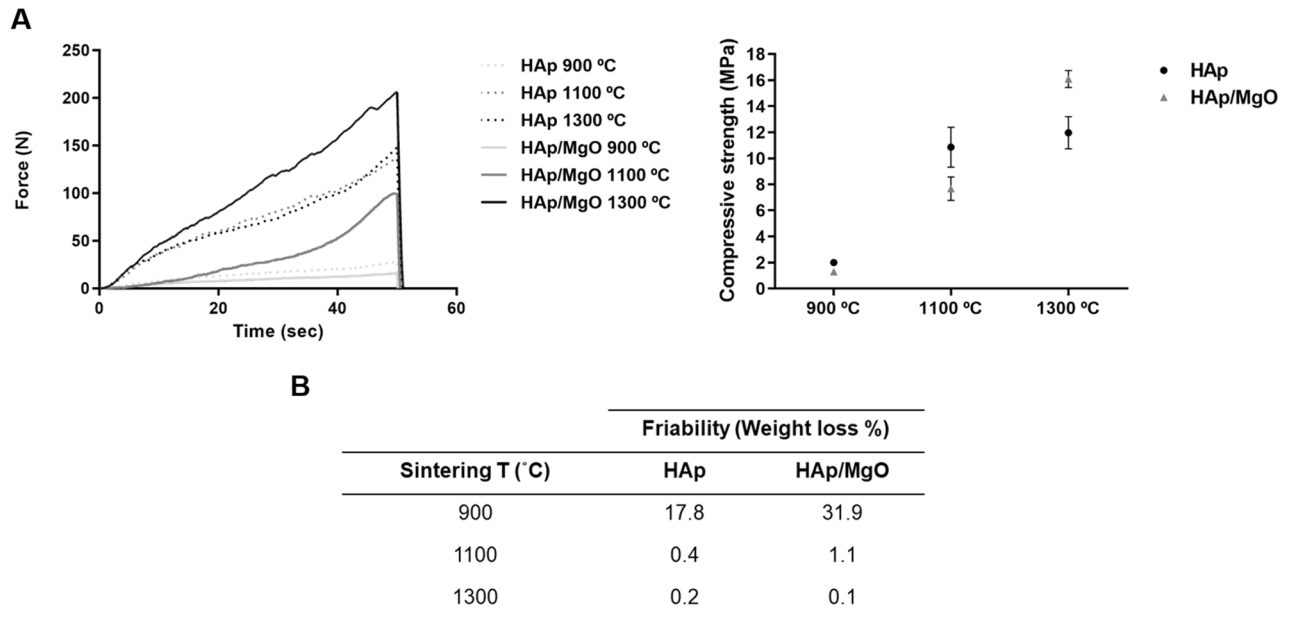 A
250
200
150
100
50
0
Force (N)
0 20 40 60
Time (sec)
HAp 900 ºC
HAp 1100 ºC
HAp 1300 ºC
HAp/MgO 900 ºC
HAp/MgO 1100 ºC
HAp/MgO 1300 ºC
Compressive strength (MPa)
18
16
14
12
10
8
6
4
2
0
900 ºC 1100 ºC 1300 ºC
HAp
HAp/MgO
B
Friability (Weight loss %)
Sintering T (˚C) HAp HAp/MgO
900 17.8 31.9
1100 0.4 1.1
1300 0.2 0.1